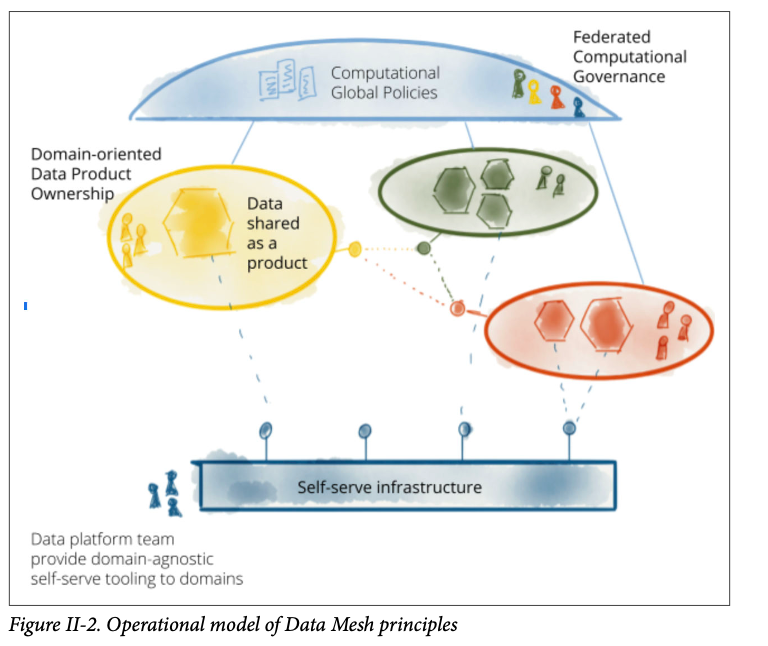 Federated
Computational
Governance
Computational
Global Policies
Domain-oriented
Data Product
Ownership
Data
shared
as a
product
Self-serve infrastructure
Data platform team
provide domain-agnostic
self-serve tooling to domains
Figure II-2. Operational model of Data Mesh principles